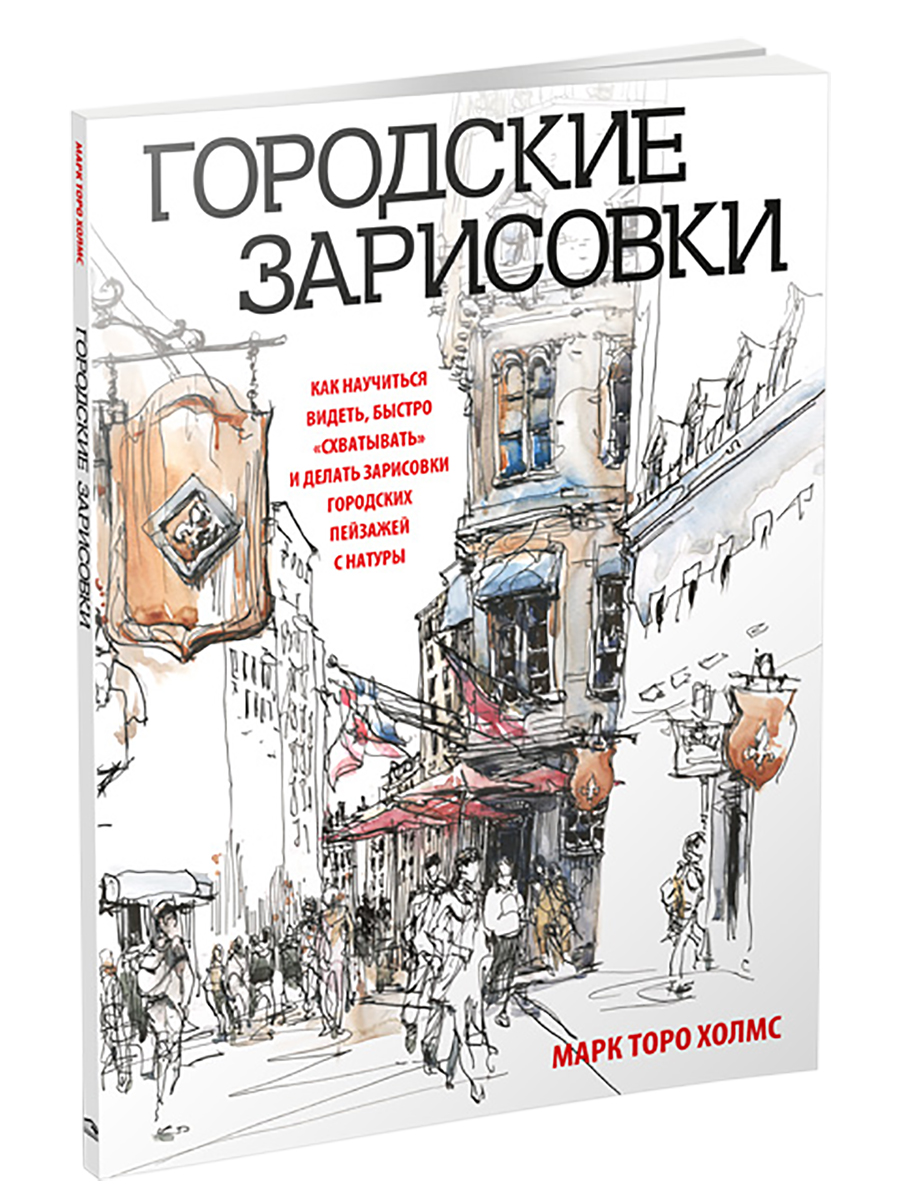 МАРК ТОРО ХОЛМС
ГОРОДСКИЕ ЗАРИСОВКИ
ГОРОДСКИЕ
ЗАРИСОВКИ
КАК НАУЧИТЬСЯ
ВИДЕТЬ, БЫСТРО
«СХВАТЫВАТЬ»
И ДЕЛАТЬ ЗАРИСОВКИ
ГОРОДСКИХ
ПЕЙЗАЖЕЙ
С НАТУРЫ
МАРК ТОРО ХОЛМС